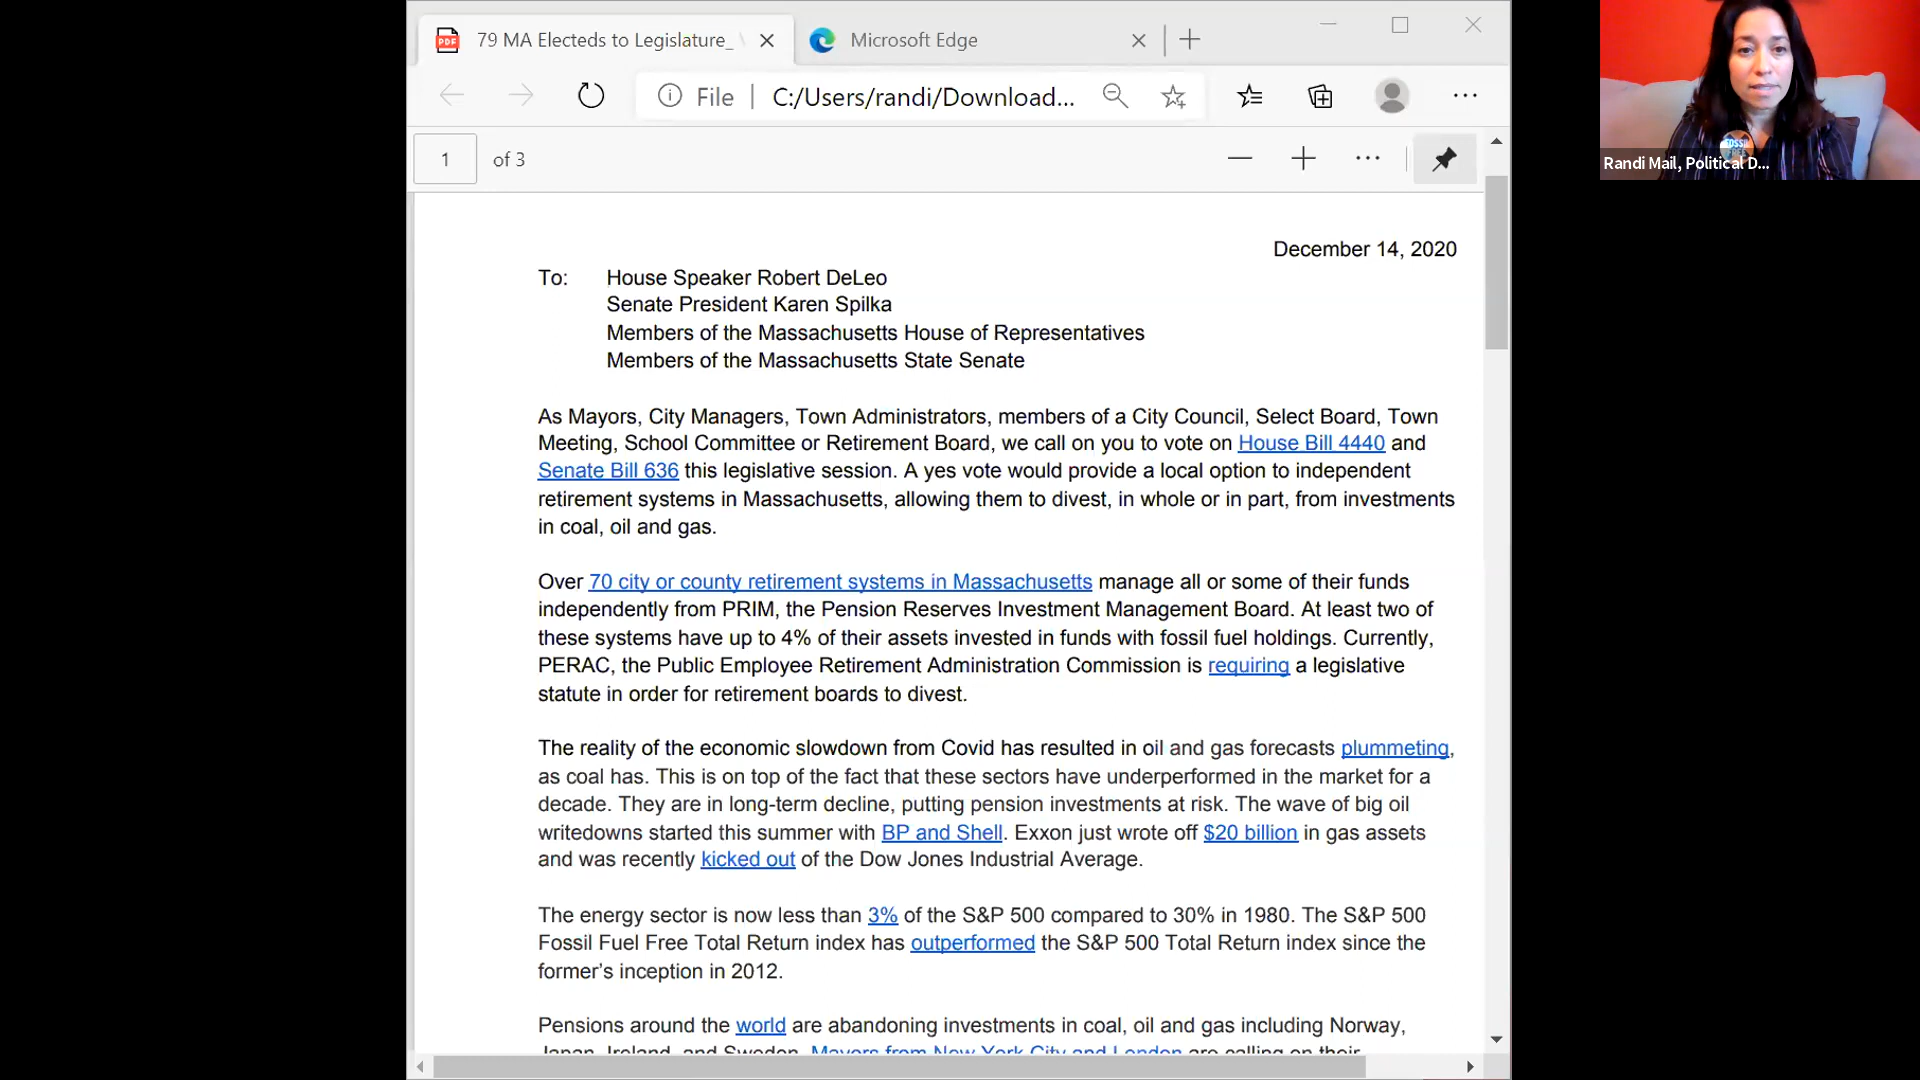 79 MA Electeds to Legislature_
Microsoft Edge
File
C:/Users/randi/Download...
1
of 3
December 14, 2020
To: House Speaker Robert DeLeo
Senate President Karen Spilka
Members of the Massachusetts House of Representatives
Members of the Massachusetts State Senate
As Mayors, City Managers, Town Administrators, members of a City Council, Select Board, Town
Meeting, School Committee or Retirement Board, we call on you to vote on House Bill 4440 and
Senate Bill 636 this legislative session. A yes vote would provide a local option to independent
retirement systems in Massachusetts, allowing them to divest, in whole or in part, from investments
in coal, oil and gas.
Over 70 city or county retirement systems in Massachusetts manage all or some of their funds
independently from PRIM, the Pension Reserves Investment Management Board. At least two of
these systems have up to 4% of their assets invested in funds with fossil fuel holdings. Currently,
PERAC, the Public Employee Retirement Administration Commission is requiring a legislative
statute in order for retirement boards to divest.
The reality of the economic slowdown from Covid has resulted in oil and gas forecasts plummeting,
as coal has. This is on top of the fact that these sectors have underperformed in the market for a
decade. They are in long-term decline, putting pension investments at risk. The wave of big oil
writedowns started this summer with BP and Shell. Exxon just wrote off $20 billion in gas assets
and was recently kicked out of the Dow Jones Industrial Average.
The energy sector is now less than 3% of the S&P 500 compared to 30% in 1980. The S&P 500
Fossil Fuel Free Total Return index has outperformed the S&P 500 Total Return index since the
former's inception in 2012.
Pensions around the world are abandoning investments in coal, oil and gas including Norway,
Japan, Ireland, and Sweden. Mayors from New York City and London are calling on their
Randi Mail, Political D...